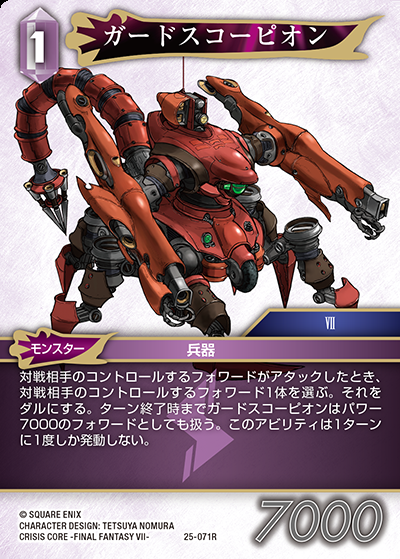 1
ガードスコーピオン
VII
モンスター
兵器
対戦相手のコントロールするフォワードがアタックしたとき、
対戦相手のコントロールするフォワード1体を選ぶ。それを
ダルにする。ターン終了時までガードスコーピオンはパワー
7000のフォワードとしても扱う。このアビリティは1ターン
に1度しか発動しない。
© SQUARE ENIX
CHARACTER DESIGN: TETSUYA NOMURA
CRISIS CORE -FINAL FANTASY VII-
25-071R
7000